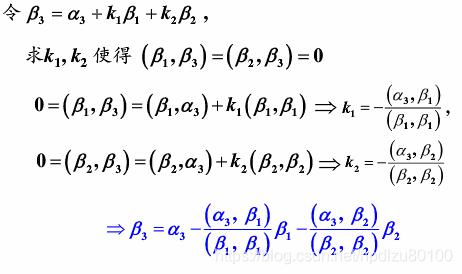 令 β₃ = α₃ + k₁β₁ + k₂β₂ ,
求k₁, k₂ 使得 (β₁, β₃) = (β₂, β₃) = 0
0 = (β₁, β₃) = (β₁, α₃) + k₁(β₁, β₁) ⇒ k₁ = −(α₃, β₁)/(β₁, β₁) ,
0 = (β₂, β₃) = (β₂, α₃) + k₂(β₂, β₂) ⇒ k₂ = −(α₃, β₂)/(β₂, β₂)
⇒ β₃ = α₃ − (α₃, β₁)/(β₁, β₁) β₁ − (α₃, β₂)/(β₂, β₂) β₂